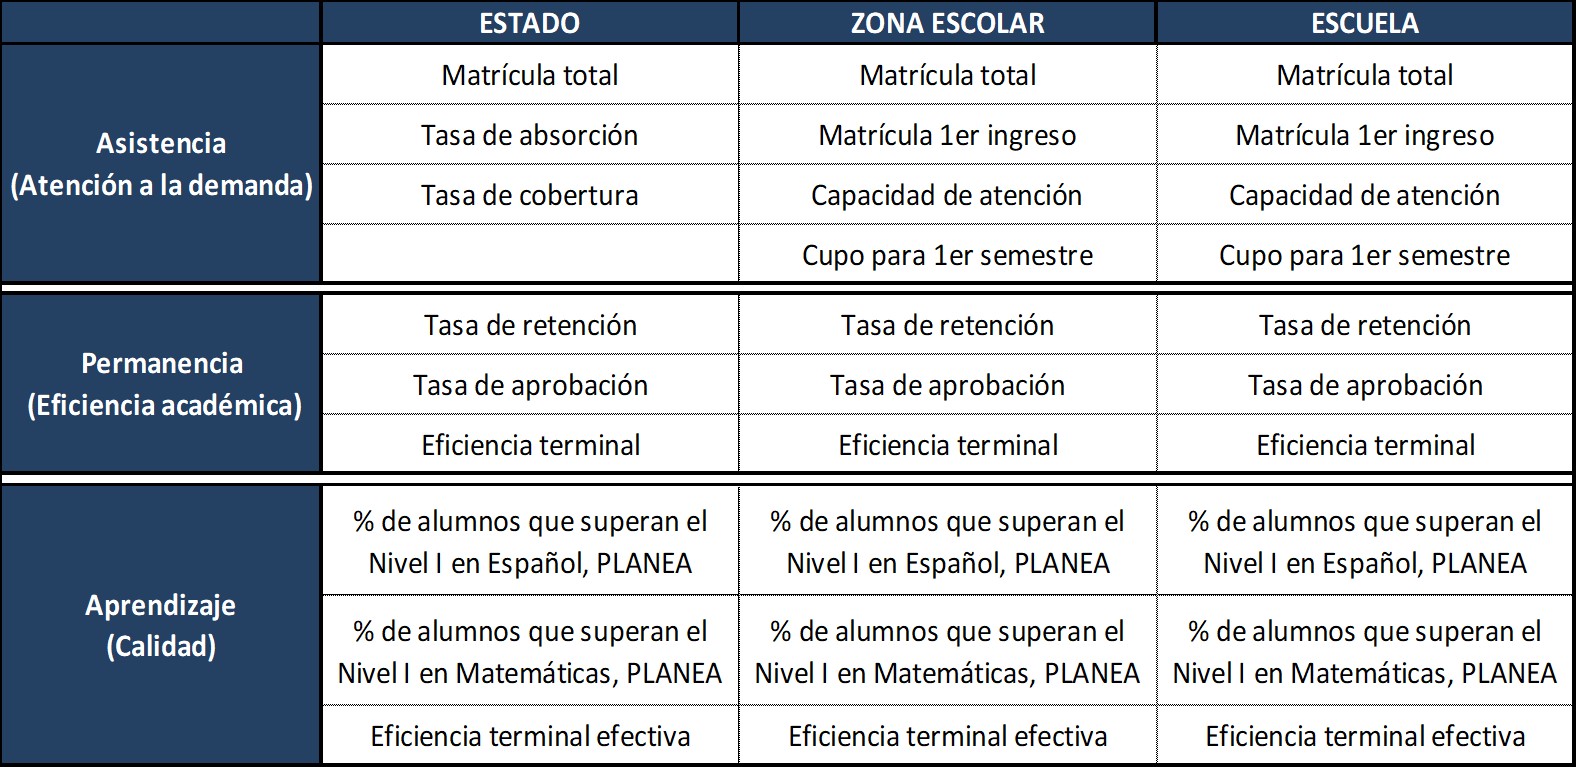 ESTADO ZONA ESCOLAR ESCUELA
Asistencia
(Atención a la demanda)
Matrícula total Matrícula total Matrícula total
Tasa de absorción Matrícula 1er ingreso Matrícula 1er ingreso
Tasa de cobertura Capacidad de atención Capacidad de atención
Cupo para 1er semestre Cupo para 1er semestre
Permanencia
(Eficiencia académica)
Tasa de retención Tasa de retención Tasa de retención
Tasa de aprobación Tasa de aprobación Tasa de aprobación
Eficiencia terminal Eficiencia terminal Eficiencia terminal
Aprendizaje
(Calidad)
% de alumnos que superan el % de alumnos que superan el % de alumnos que superan el
Nivel I en Español, PLANEA Nivel I en Español, PLANEA Nivel I en Español, PLANEA
% de alumnos que superan el % de alumnos que superan el % de alumnos que superan el
Nivel I en Matemáticas, PLANEA Nivel I en Matemáticas, PLANEA Nivel I en Matemáticas, PLANEA
Eficiencia terminal efectiva Eficiencia terminal efectiva Eficiencia terminal efectiva